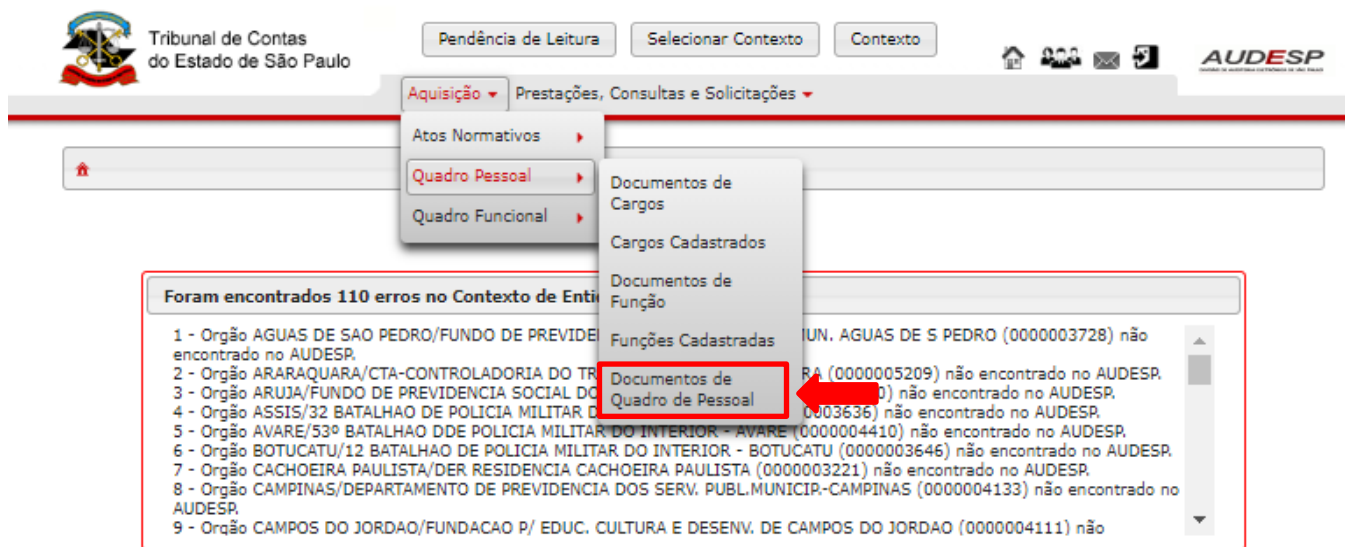 Tribunal de Contas
do Estado de São Paulo
Pendência de Leitura
Selecionar Contexto
Contexto
AUDESP
Aquisição
Prestações, Consultas e Solicitações
Atos Normativos
Quadro Pessoal
Quadro Funcional
Documentos de
Cargos
Cargos Cadastrados
Documentos de
Função
Funções Cadastradas
Documentos de
Quadro de Pessoal
Foram encontrados 110 erros no Contexto de
1 - Orgão AGUAS DE SAO PEDRO/FUNDO DE AGUAS DE S PEDRO (0000003728) não
encontrado no AUDESP.
2 - Orgão ARARAQUARA/CTA-CONTROLADORIA DO (0000005209) não encontrado no AUDESP.
3 - Orgão ARUJA/FUNDO DE PREVIDENCIA SOCIAL não encontrado no AUDESP.
4 - Orgão ASSIS/32 BATALHAO DE POLICIA MILITAR não encontrado no AUDESP.
5 - Orgão AVARE/53º BATALHAO DDE POLICIA MILITAR DO INTERIOR - AVARE (0000004410) não encontrado no AUDESP.
6 - Orgão BOTUCATU/12 BATALHAO DE POLICIA MILITAR DO INTERIOR - BOTUCATU (0000003646) não encontrado no AUDESP.
7 - Orgão CACHOEIRA PAULISTA/DER RESIDENCIA CACHOEIRA PAULISTA (0000003221) não encontrado no AUDESP.
8 - Orgão CAMPINAS/DEPARTAMENTO DE PREVIDENCIA DOS SERV. PUBL.MUNICIP.-CAMPINAS (0000004133) não encontrado no
AUDESP.
9 - Orgão CAMPOS DO JORDAO/FUNDACAO P/ EDUC. CULTURA E DESENV. DE CAMPOS DO JORDAO (0000004111) não